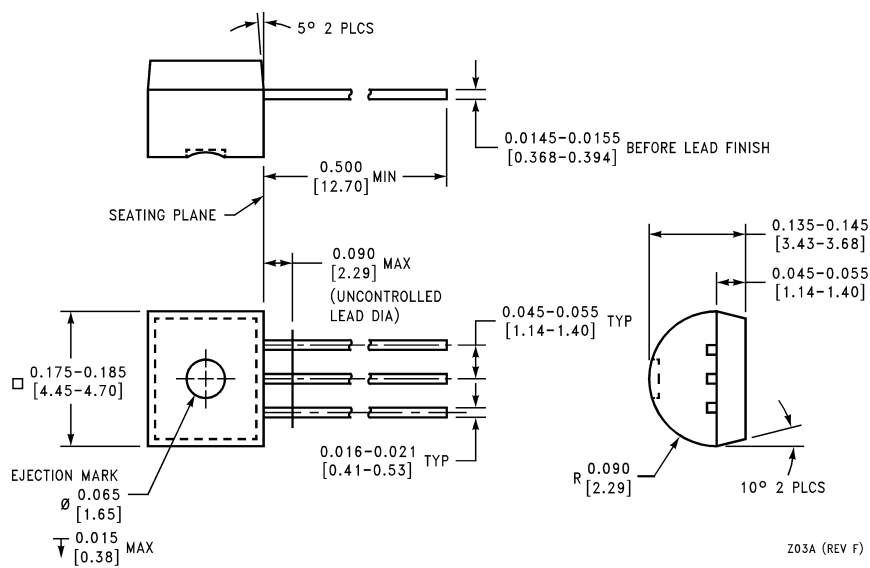 5° 2 PLCS
0.0145–0.0155
[0.368–0.394] BEFORE LEAD FINISH
0.500
[12.70] MIN
SEATING PLANE
0.135–0.145
[3.43–3.68]
0.045–0.055
[1.14–1.40]
0.090
[2.29] MAX
(UNCONTROLLED
LEAD DIA)
0.045–0.055
[1.14–1.40] TYP
□ 0.175–0.185
[4.45–4.70]
0.016–0.021
[0.41–0.53] TYP
R 0.090
[2.29]
10° 2 PLCS
EJECTION MARK
Ø 0.065
[1.65]
↧ 0.015
[0.38] MAX
Z03A (REV F)